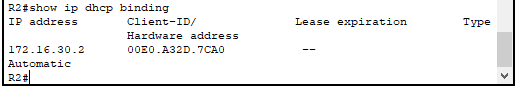 R2#show ip dhcp binding
IP address       Client-ID/              Lease expiration        Type
                 Hardware address
172.16.30.2      00E0.A32D.7CA0           --
Automatic
R2#